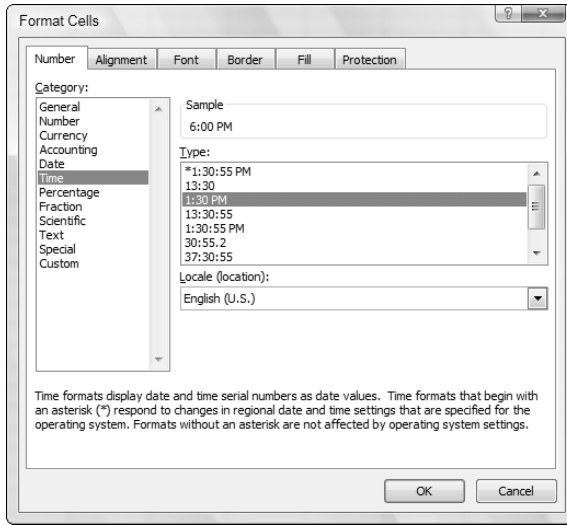 Format Cells
Number Alignment Font Border Fill Protection
Category:
General
Number
Currency
Accounting
Date
Time
Percentage
Fraction
Scientific
Text
Special
Custom
Sample
6:00 PM
Type:
*1:30:55 PM
13:30
1:30 PM
13:30:55
1:30:55 PM
30:55.2
37:30:55
Locale (location):
English (U.S.)
Time formats display date and time serial numbers as date values. Time formats that begin with
an asterisk (*) respond to changes in regional date and time settings that are specified for the
operating system. Formats without an asterisk are not affected by operating system settings.
OK Cancel